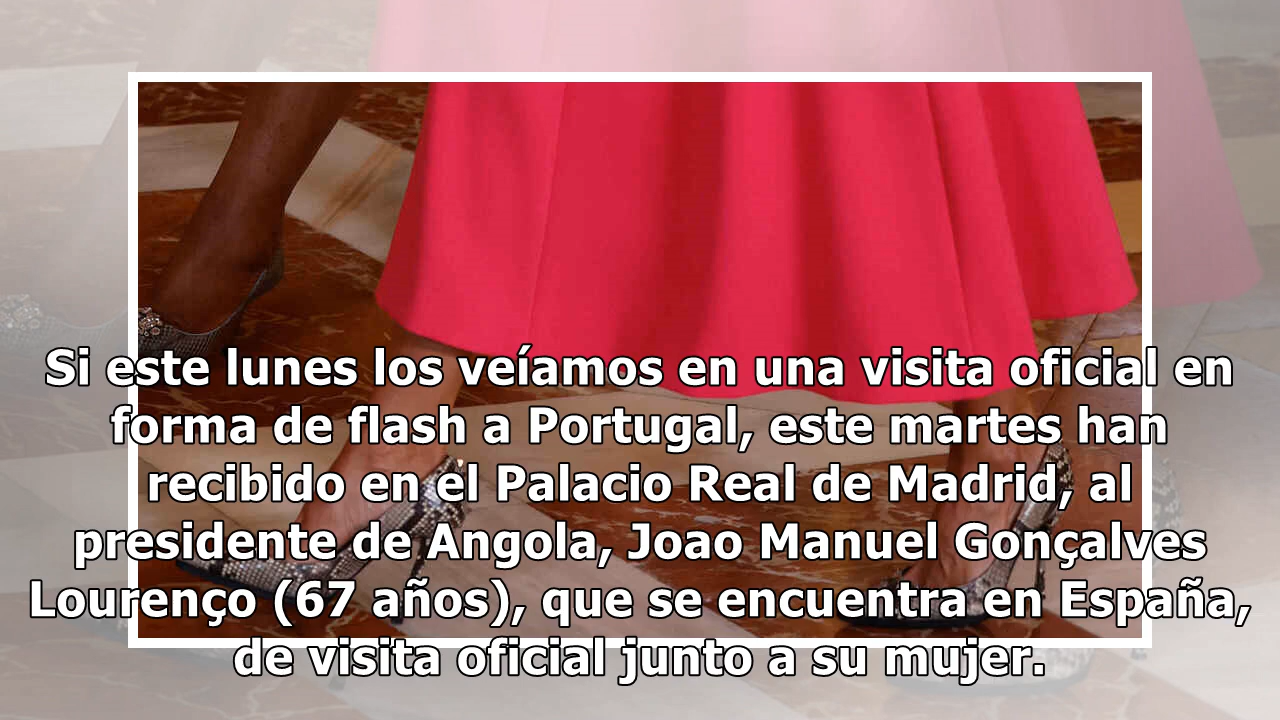 Si este lunes los veíamos en una visita oficial en
forma de flash a Portugal, este martes han
recibido en el Palacio Real de Madrid, al
presidente de Angola, Joao Manuel Gonçalves
Lourenço (67 años), que se encuentra en España,
de visita oficial junto a su mujer.